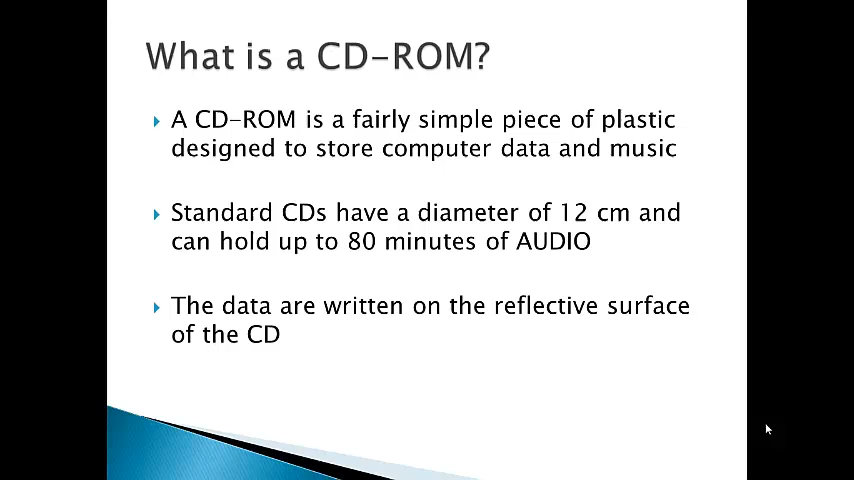 What is a CD-ROM?
A CD-ROM is a fairly simple piece of plastic
designed to store computer data and music
Standard CDs have a diameter of 12 cm and
can hold up to 80 minutes of AUDIO
The data are written on the reflective surface
of the CD